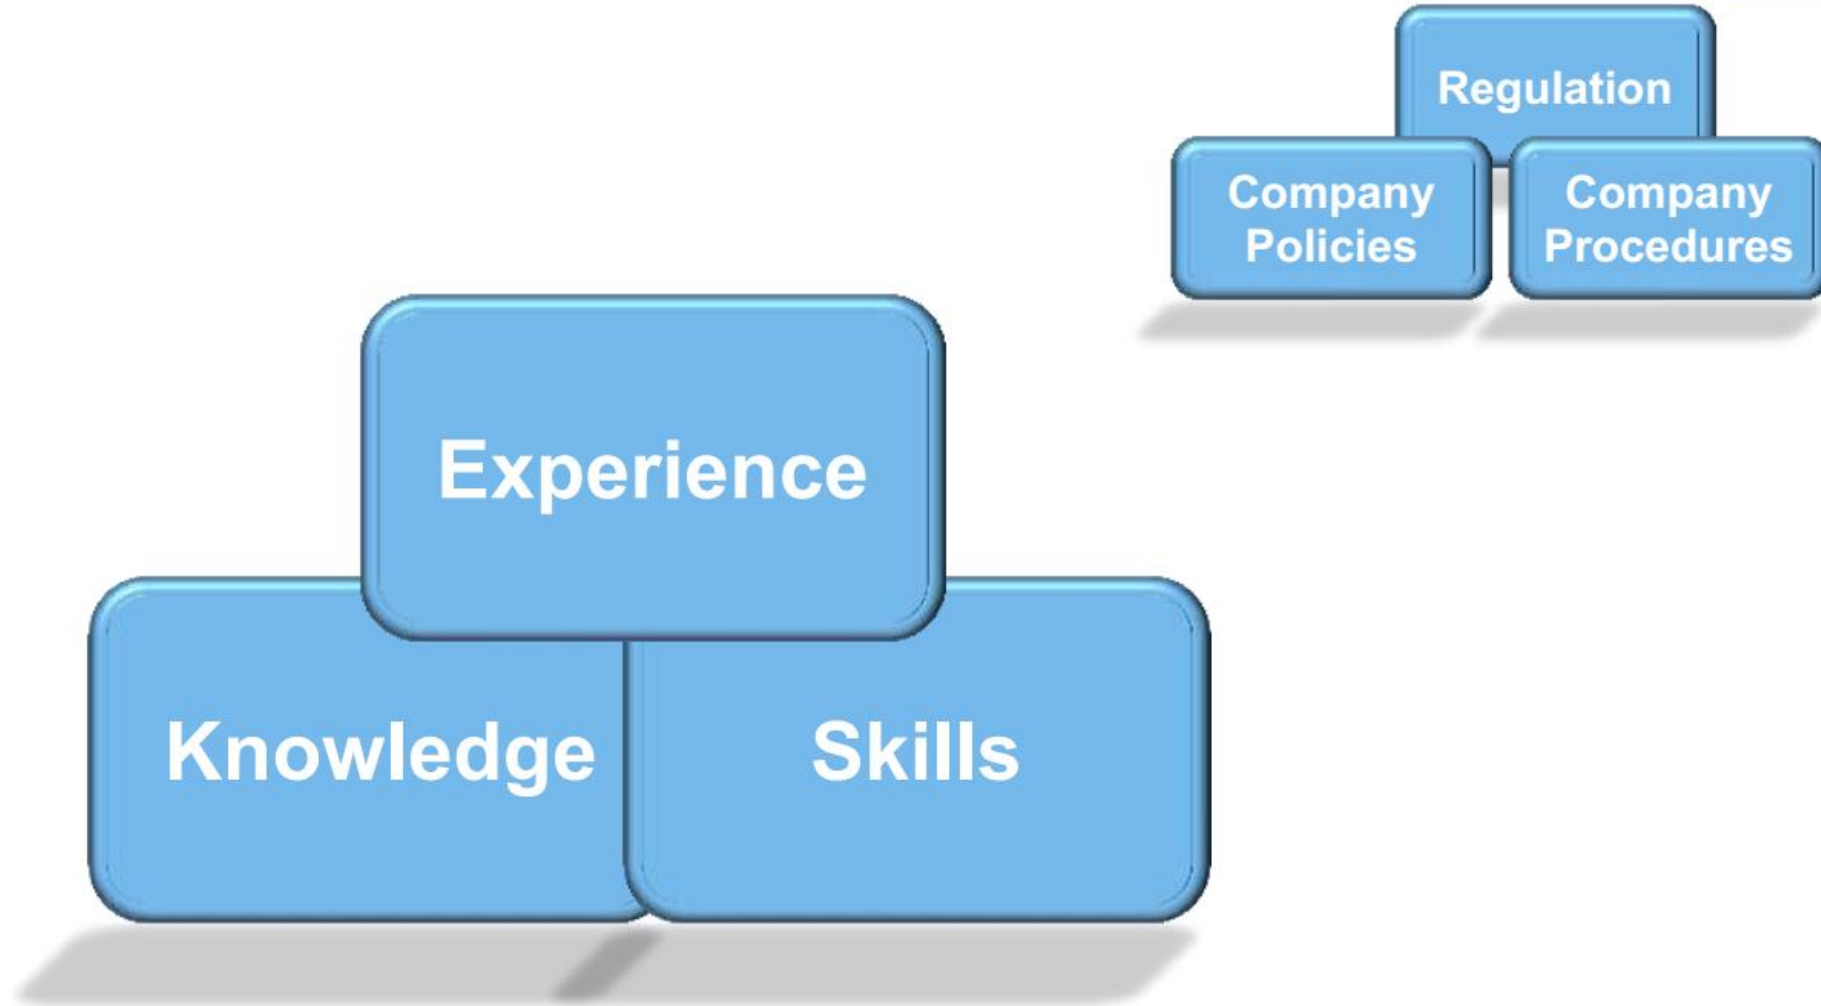 Regulation
Company
Policies
Company
Procedures
Experience
Knowledge
Skills